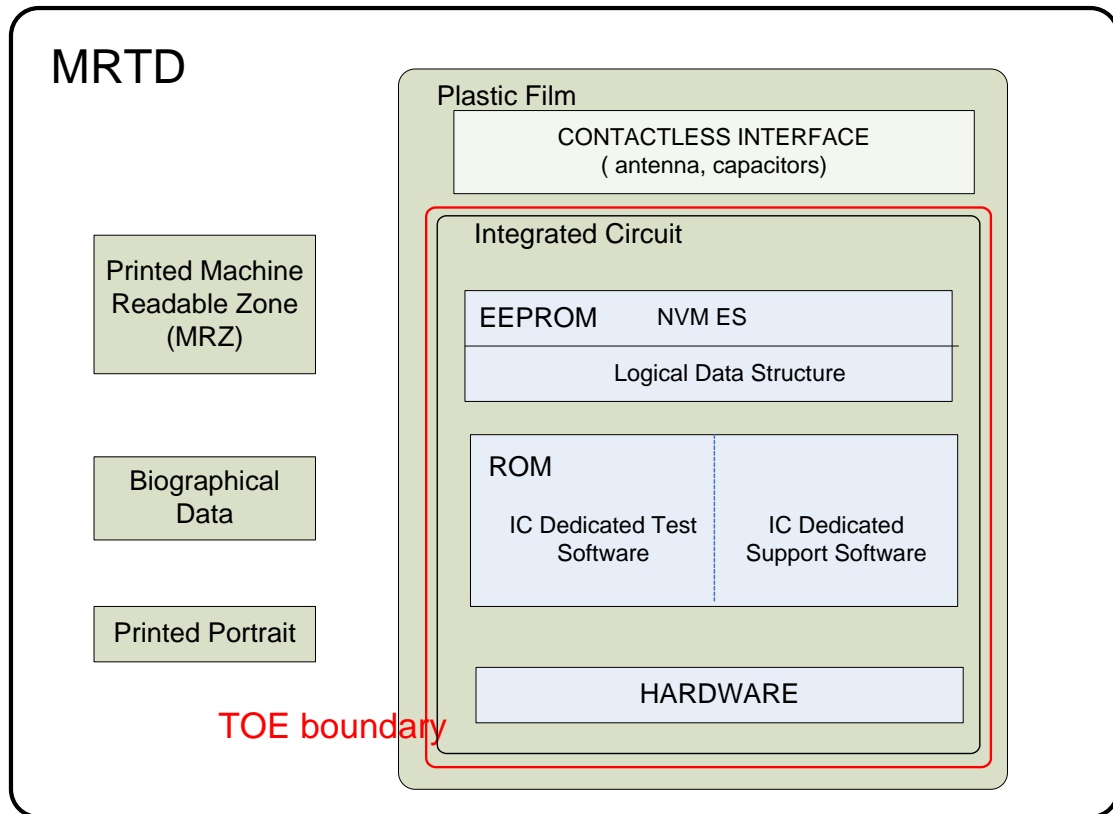 MRTD
Plastic Film
CONTACTLESS INTERFACE
( antenna, capacitors)
Integrated Circuit
Printed Machine
Readable Zone
(MRZ)
EEPROM NVM ES
Logical Data Structure
ROM
IC Dedicated Test
Software
IC Dedicated
Support Software
Biographical
Data
Printed Portrait
HARDWARE
TOE boundary